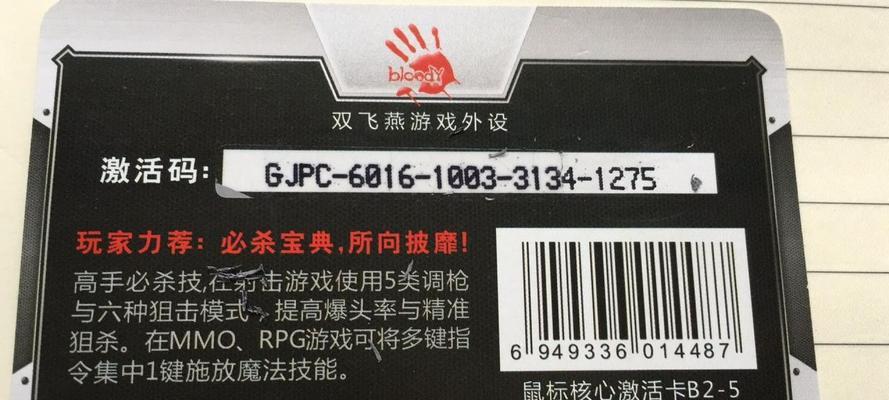 bloody
双飞燕游戏外设
激活码: GJPC-6016-1003-3134-1275
玩家力荐: 必杀宝典,所向披靡!
高手必杀技,在射击游戏使用5类调枪
与六种狙击模式 提高爆头率与精准
狙杀。在MMO、RPG游戏可将多键指
令集中1键施放魔法技能。
6 949336 014487
鼠标核心激活卡B2-5